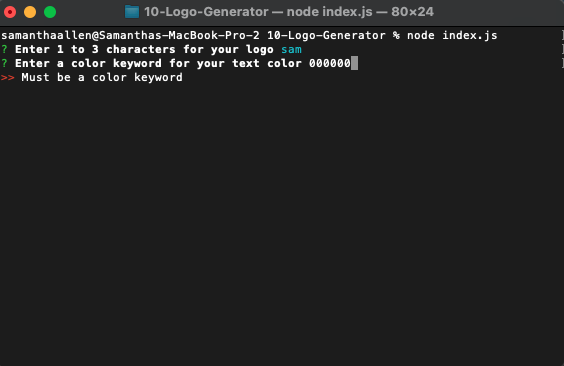 10-Logo-Generator — node index.js — 80×24
samanthaallen@Samanthas-MacBook-Pro-2 10-Logo-Generator % node index.js
? Enter 1 to 3 characters for your logo sam
? Enter a color keyword for your text color 000000
>> Must be a color keyword